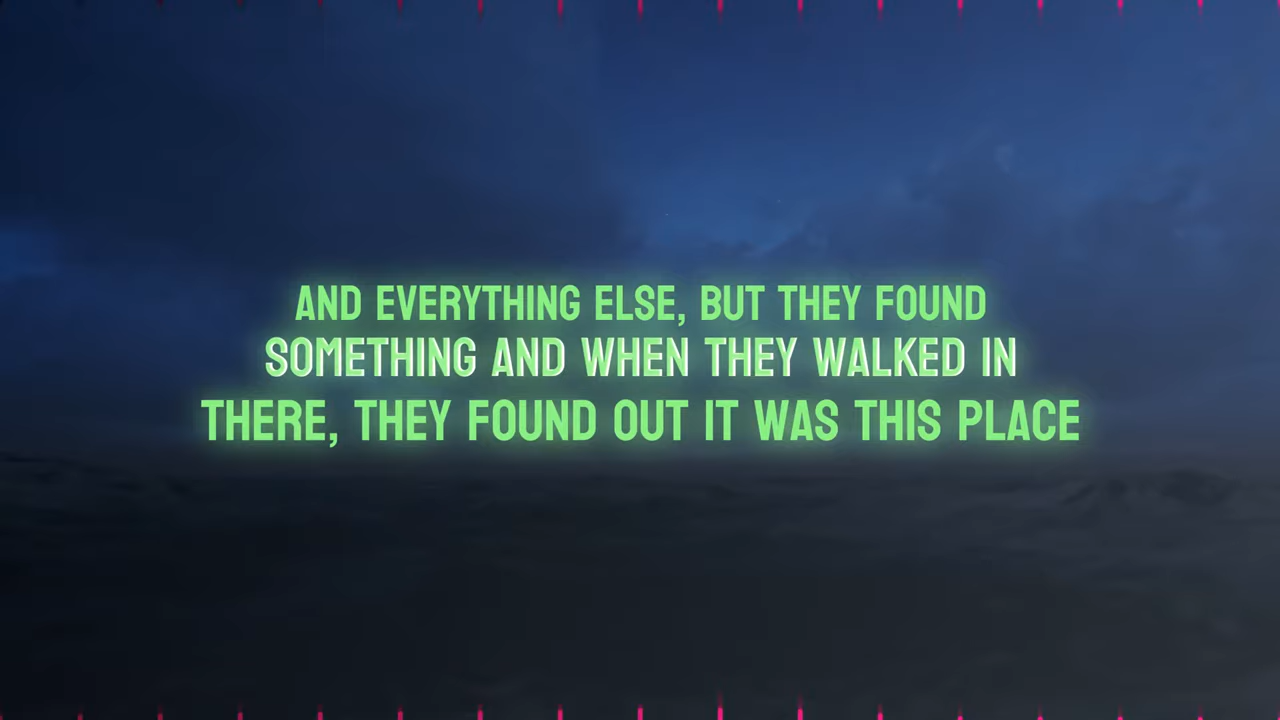 AND EVERYTHING ELSE, BUT THEY FOUND
SOMETHING AND WHEN THEY WALKED IN
THERE, THEY FOUND OUT IT WAS THIS PLACE